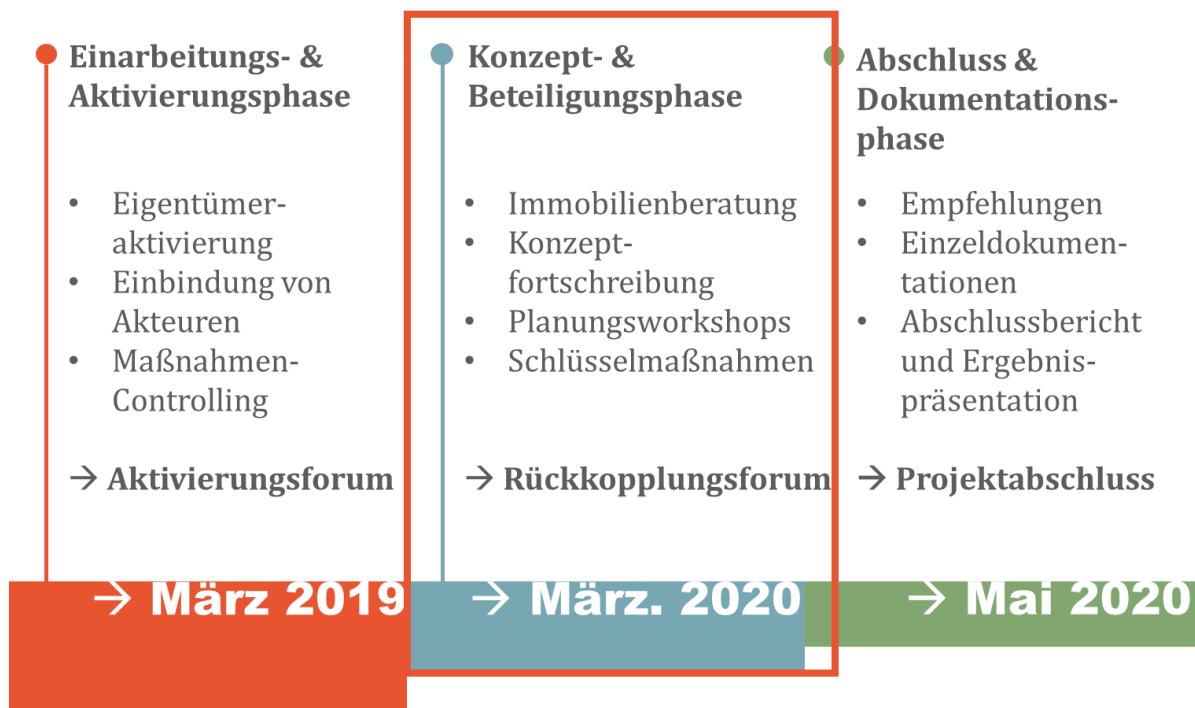 Einarbeitungs- &
Aktivierungsphase
• Eigentümer-
aktivierung
• Einbindung von
Akteuren
• Maßnahmen-
Controlling
→ Aktivierungsforum
→ März 2019
Konzept- &
Beteiligungsphase
• Immobilienberatung
• Konzept-
fortschreibung
• Planungsworkshops
• Schlüsselmaßnahmen
→ Rückkopplungsforum
→ März. 2020
Abschluss &
Dokumentations-
phase
• Empfehlungen
• Einzeldokumen-
tationen
• Abschlussbericht
und Ergebnis-
präsentation
→ Projektabschluss
→ Mai 2020